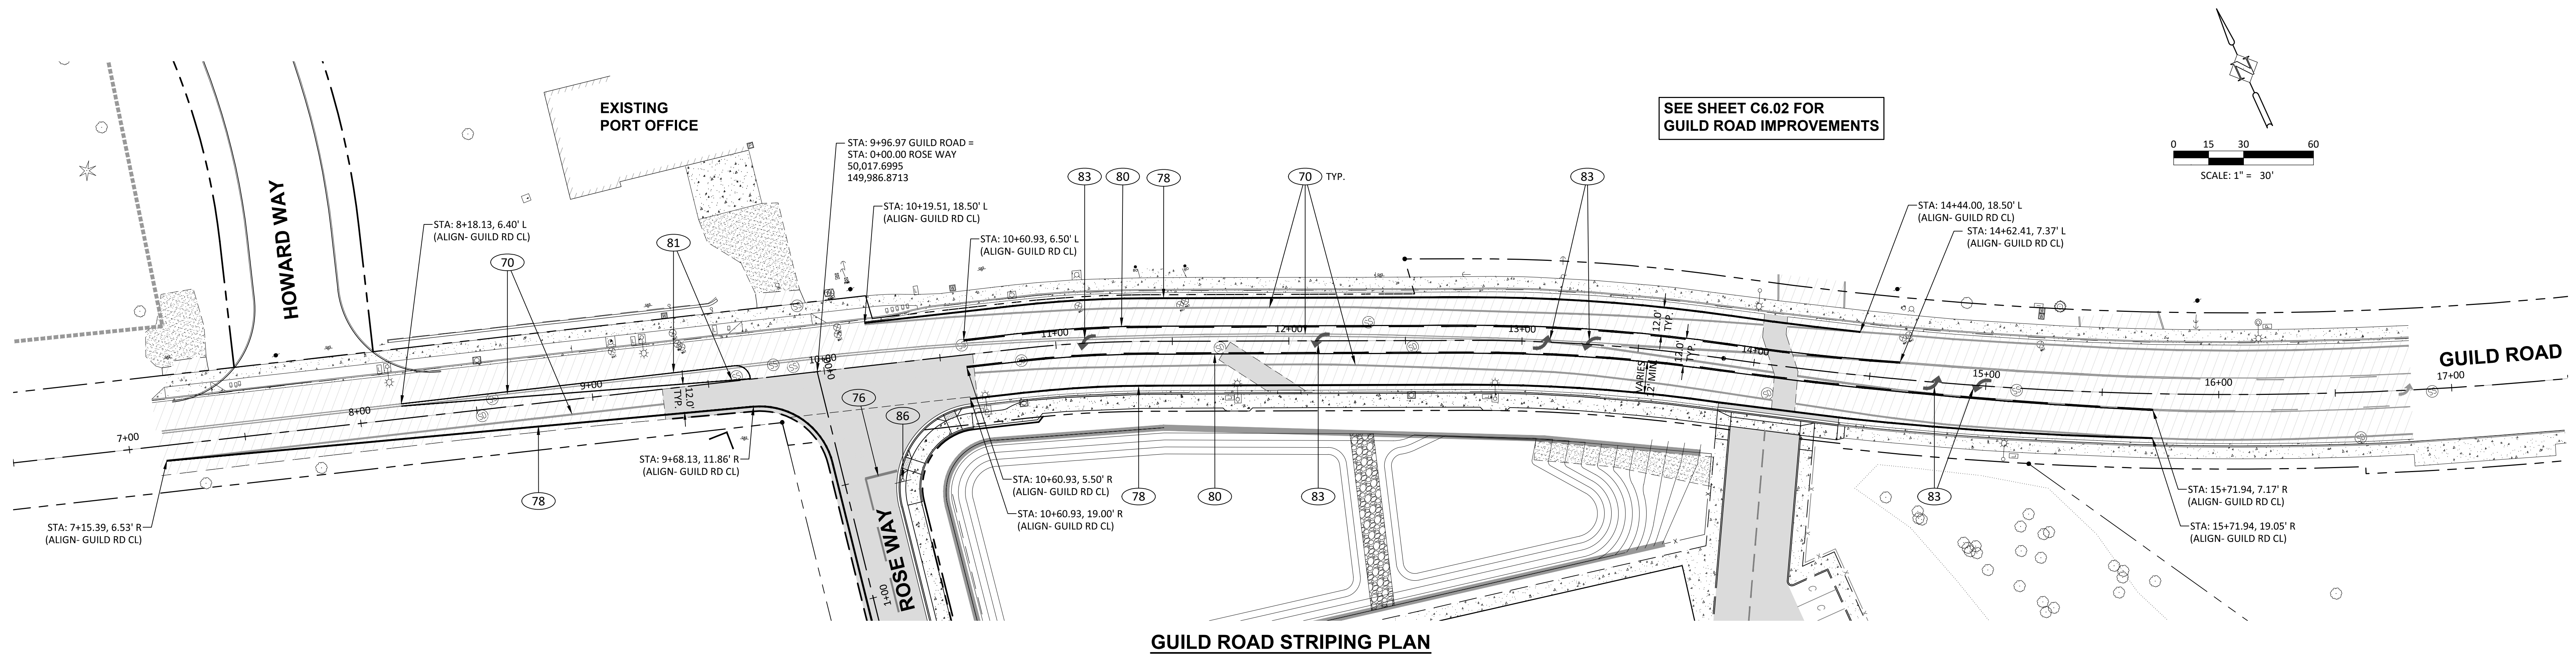 EXISTING
PORT OFFICE
SEE SHEET C6.02 FOR
GUILD ROAD IMPROVEMENTS
N
0 15 30 60
SCALE: 1" = 30'
HOWARD WAY
STA: 9+96.97 GUILD ROAD =
STA: 0+00.00 ROSE WAY
50,017.6995
149,986.8713
83
80
78
70 TYP.
83
STA: 8+18.13, 6.40' L
(ALIGN- GUILD RD CL)
STA: 10+19.51, 18.50' L
(ALIGN- GUILD RD CL)
STA: 10+60.93, 6.50' L
(ALIGN- GUILD RD CL)
STA: 14+44.00, 18.50' L
(ALIGN- GUILD RD CL)
STA: 14+62.41, 7.37' L
(ALIGN- GUILD RD CL)
81
70
7+00
8+00
9+00
10+00
0+00
11+00
12+00
13+00
14+00
15+00
16+00
17+00
12.0'
TYP.
12.0'
TYP.
12.0'
TYP.
VARIES
12' MIN.
GUILD ROAD
76
86
STA: 9+68.13, 11.86' R
(ALIGN- GUILD RD CL)
78
STA: 7+15.39, 6.53' R
(ALIGN- GUILD RD CL)
STA: 10+60.93, 5.50' R
(ALIGN- GUILD RD CL)
STA: 10+60.93, 19.00' R
(ALIGN- GUILD RD CL)
78
80
83
83
STA: 15+71.94, 7.17' R
(ALIGN- GUILD RD CL)
STA: 15+71.94, 19.05' R
(ALIGN- GUILD RD CL)
ROSE WAY
1+00
C
C
GUILD ROAD STRIPING PLAN